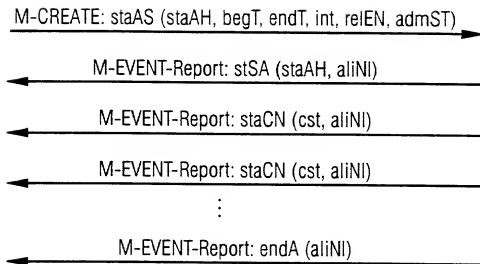 M-CREATE: staAS (staAH, begT, endT, int, relEN, admST)
M-EVENT-Report: stSA (staAH, aliNI)
M-EVENT-Report: staCN (cst, aliNI)
M-EVENT-Report: staCN (cst, aliNI)
⋮
M-EVENT-Report: endA (aliNI)